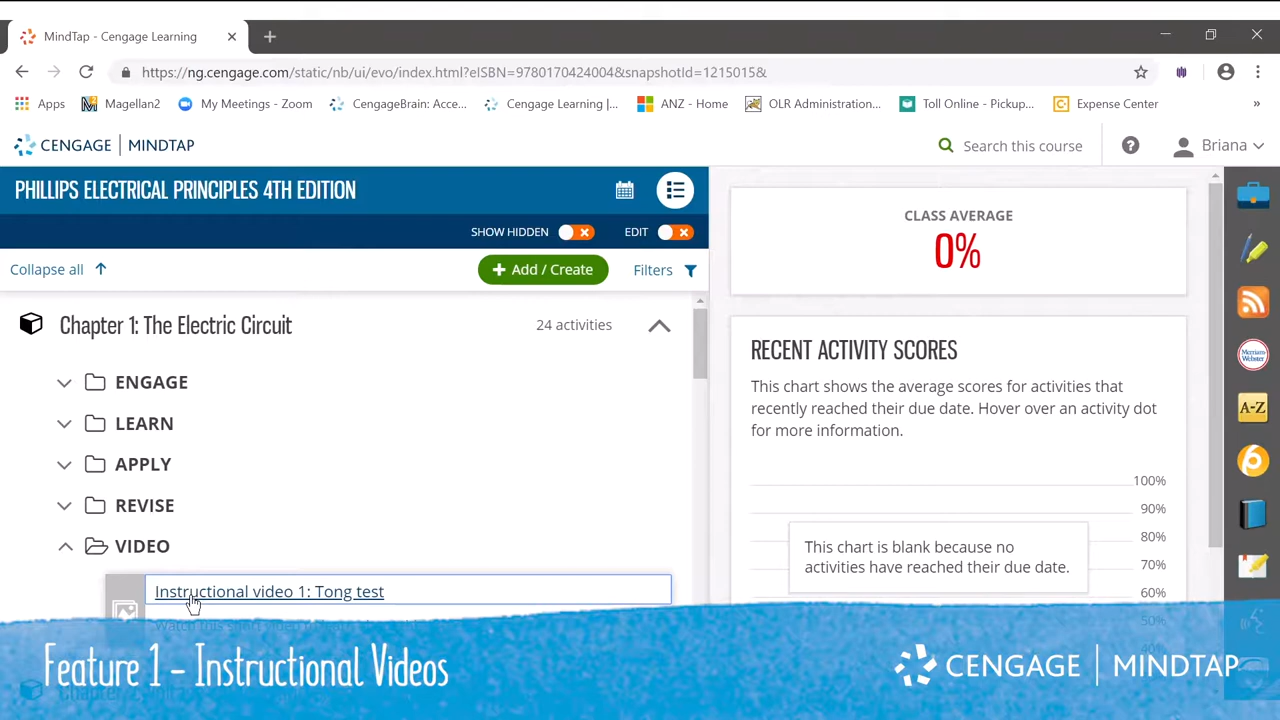 MindTap - Cengage Learning
https://ng.cengage.com/static/nb/ui/evo/index.html?eISBN=9780170424004&snapshotId=1215015&
Apps Magellan2 My Meetings - Zoom CengageBrain: Acce... Cengage Learning |... ANZ - Home OLR Administration... Toll Online - Pickup... Expense Center »
CENGAGE | MINDTAP Search this course Briana
PHILLIPS ELECTRICAL PRINCIPLES 4TH EDITION
SHOW HIDDEN EDIT
Collapse all + Add / Create Filters
Chapter 1: The Electric Circuit 24 activities
ENGAGE
LEARN
APPLY
REVISE
VIDEO
Instructional video 1: Tong test
CLASS AVERAGE
0%
RECENT ACTIVITY SCORES
This chart shows the average scores for activities that
recently reached their due date. Hover over an activity dot
for more information.
100%
90%
80%
70%
60%
50%
This chart is blank because no
activities have reached their due date.
Merriam-
Webster
A-Z
Feature 1 – Instructional Videos
CENGAGE | MINDTAP